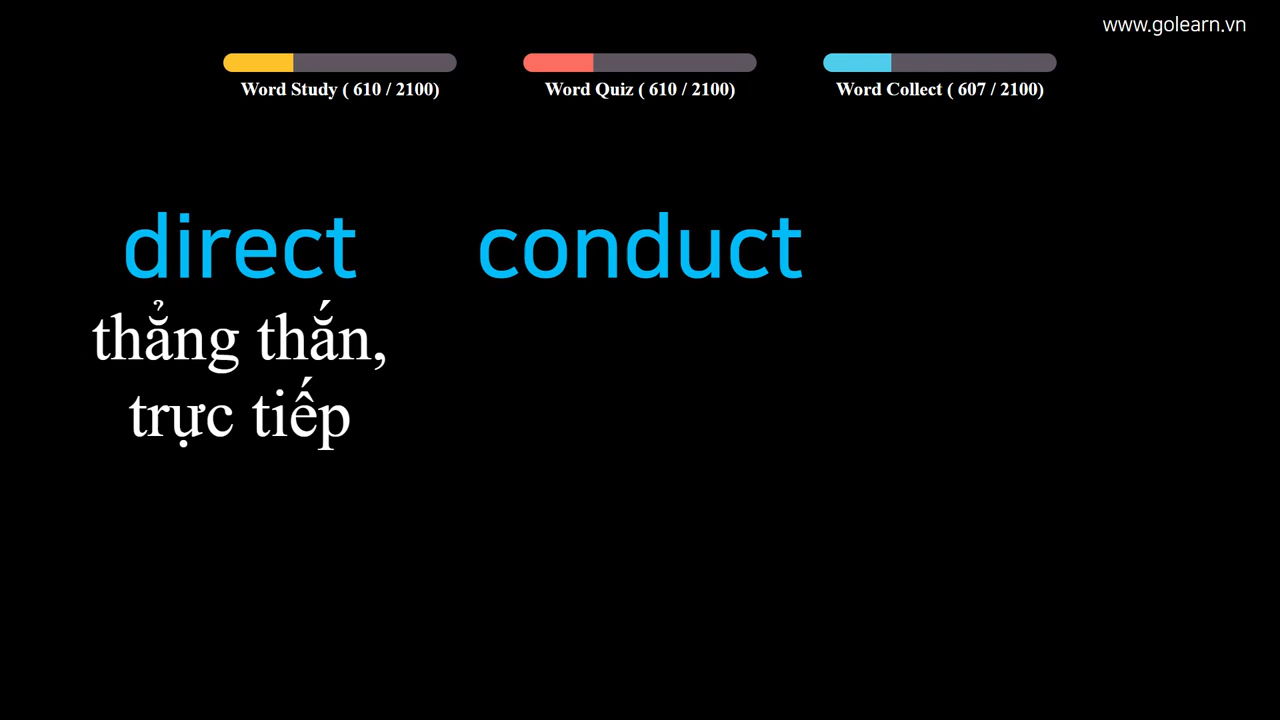 www.golearn.vn
Word Study ( 610 / 2100)
Word Quiz ( 610 / 2100)
Word Collect ( 607 / 2100)
direct
thẳng thắn,
trực tiếp
conduct